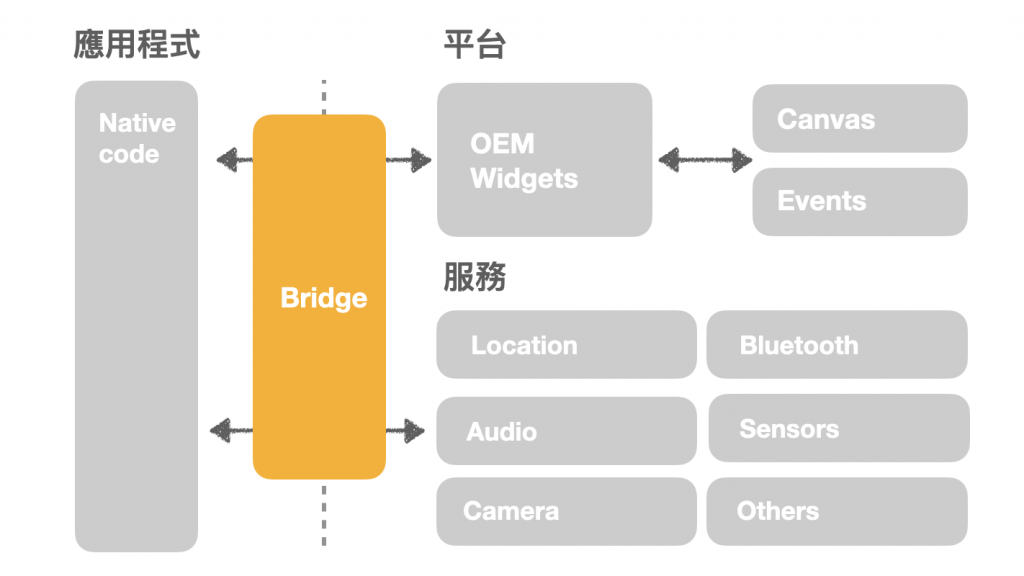 應用程式
平台
Native
code
OEM
Widgets
Canvas
Events
Bridge
服務
Location
Bluetooth
Audio
Sensors
Camera
Others